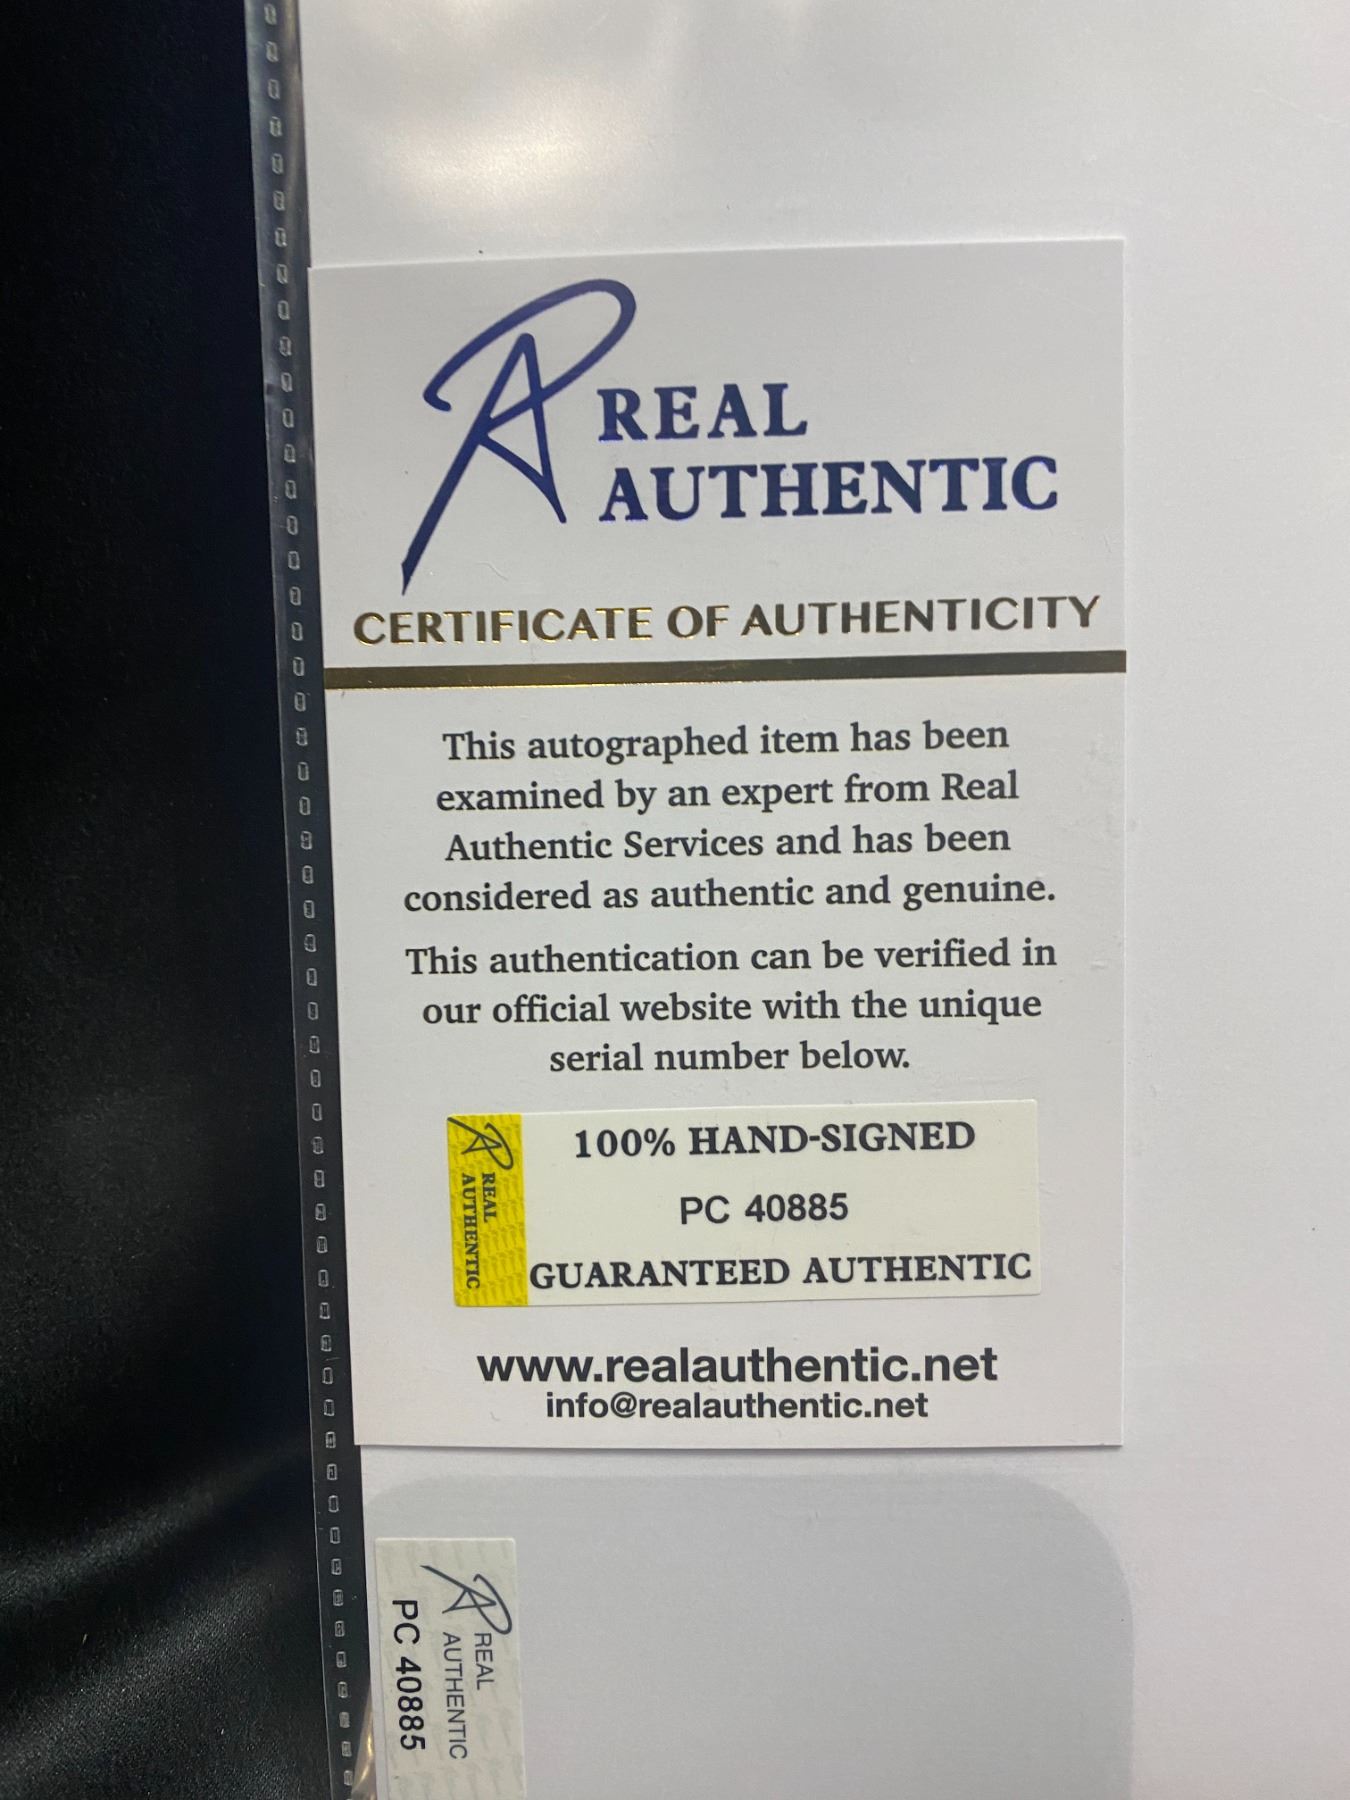 REAL
AUTHENTIC
CERTIFICATE OF AUTHENTICITY
This autographed item has been
examined by an expert from Real
Authentic Services and has been
considered as authentic and genuine.
This authentication can be verified in
our official website with the unique
serial number below.
REAL
AUTHENTIC
100% HAND-SIGNED
PC 40885
GUARANTEED AUTHENTIC
www.realauthentic.net
info@realauthentic.net
REAL
AUTHENTIC
PC 40885